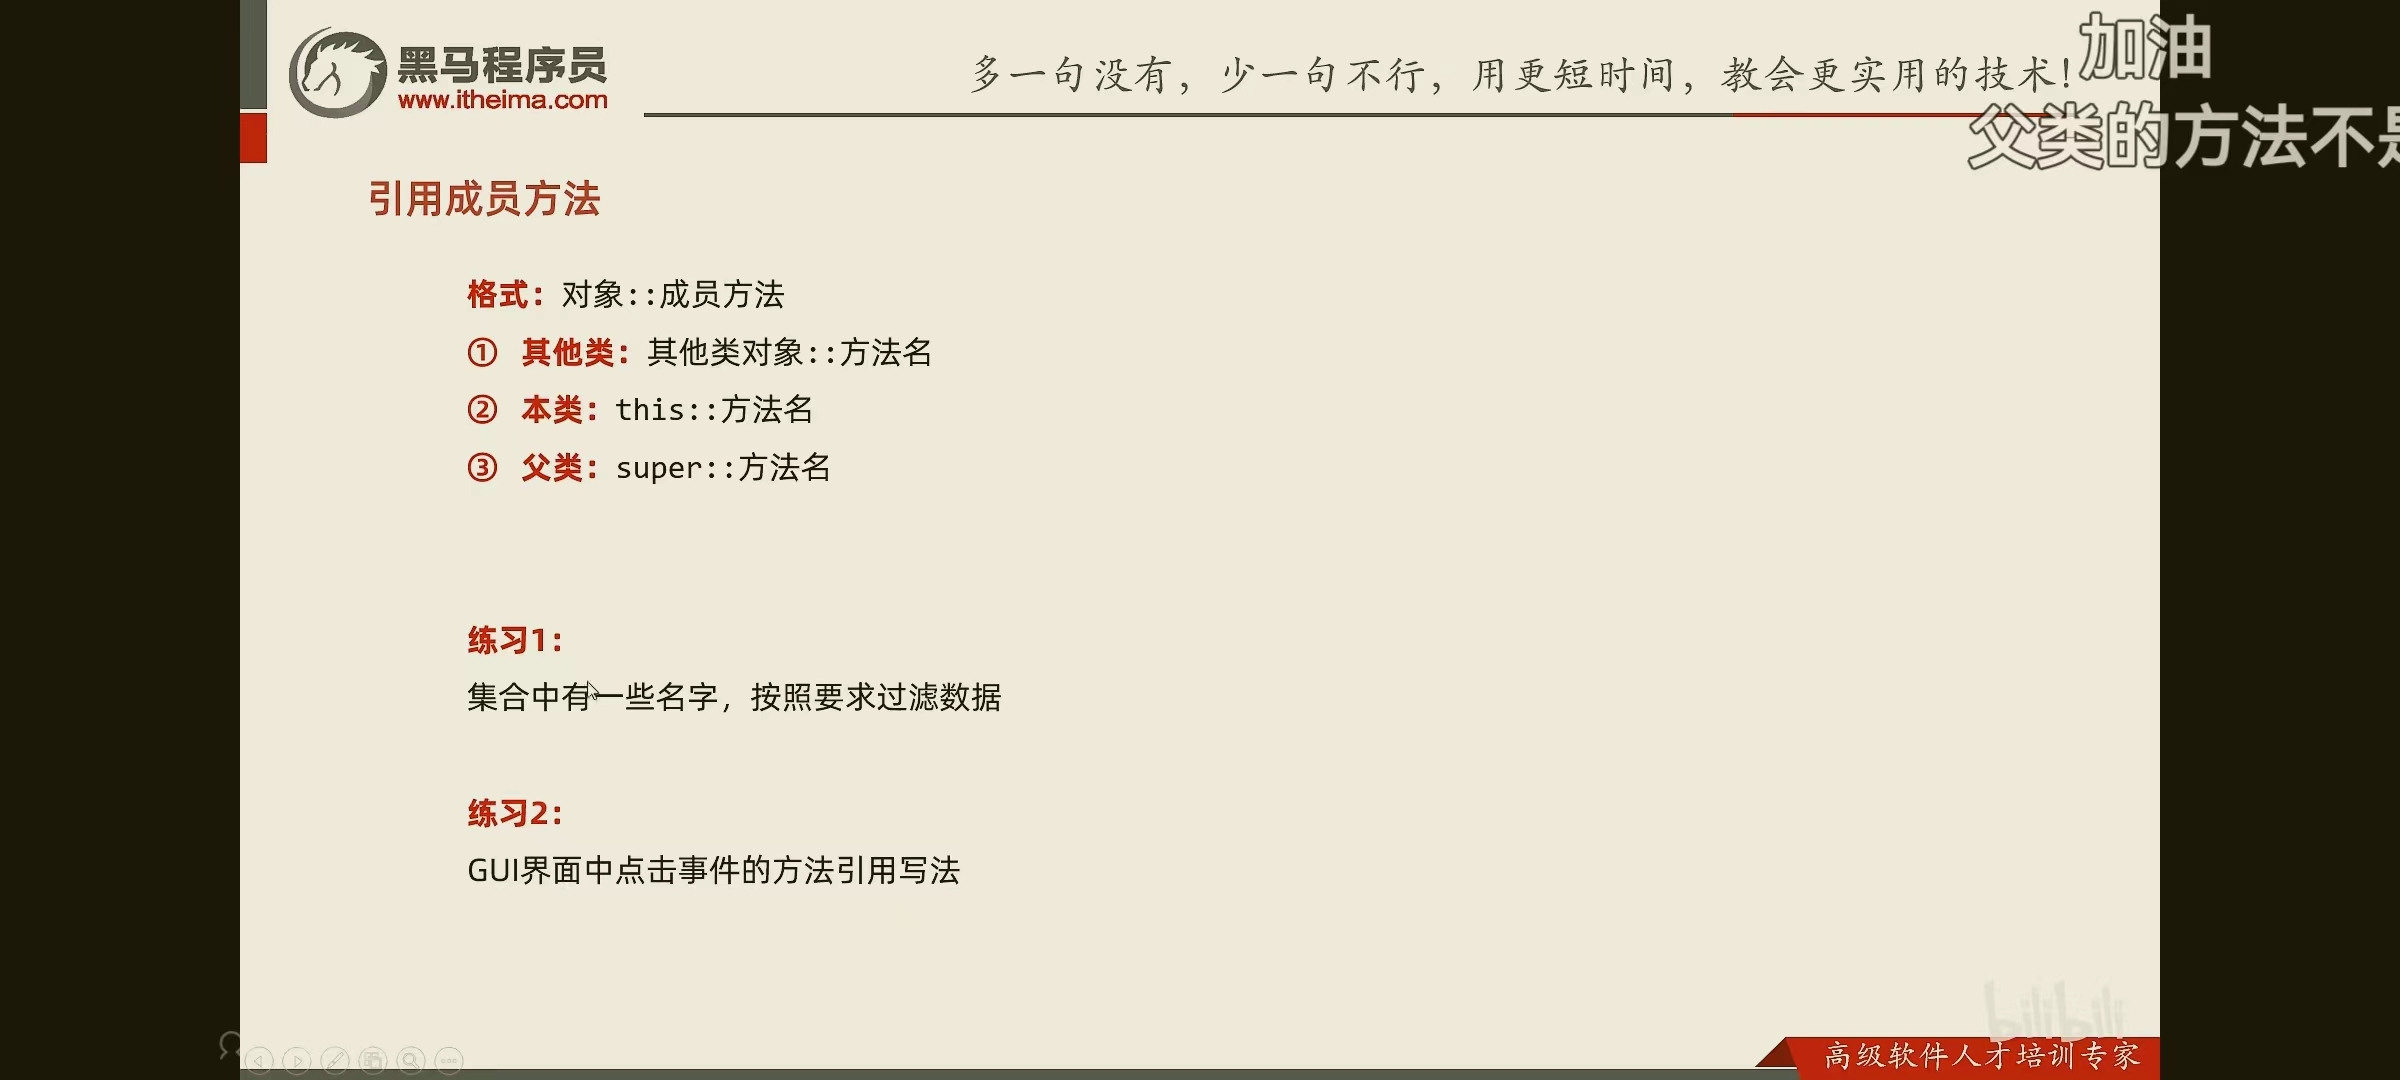 黑马程序员
www.itheima.com
多一句没有，少一句不行，用更短时间，教会更实用的技术！
加油
父类的方法不是
引用成员方法
格式：对象::成员方法
① 其他类：其他类对象::方法名
② 本类：this::方法名
③ 父类：super::方法名
练习1：
集合中有一些名字，按照要求过滤数据
练习2：
GUI界面中点击事件的方法引用写法
bilibili
高级软件人才培训专家